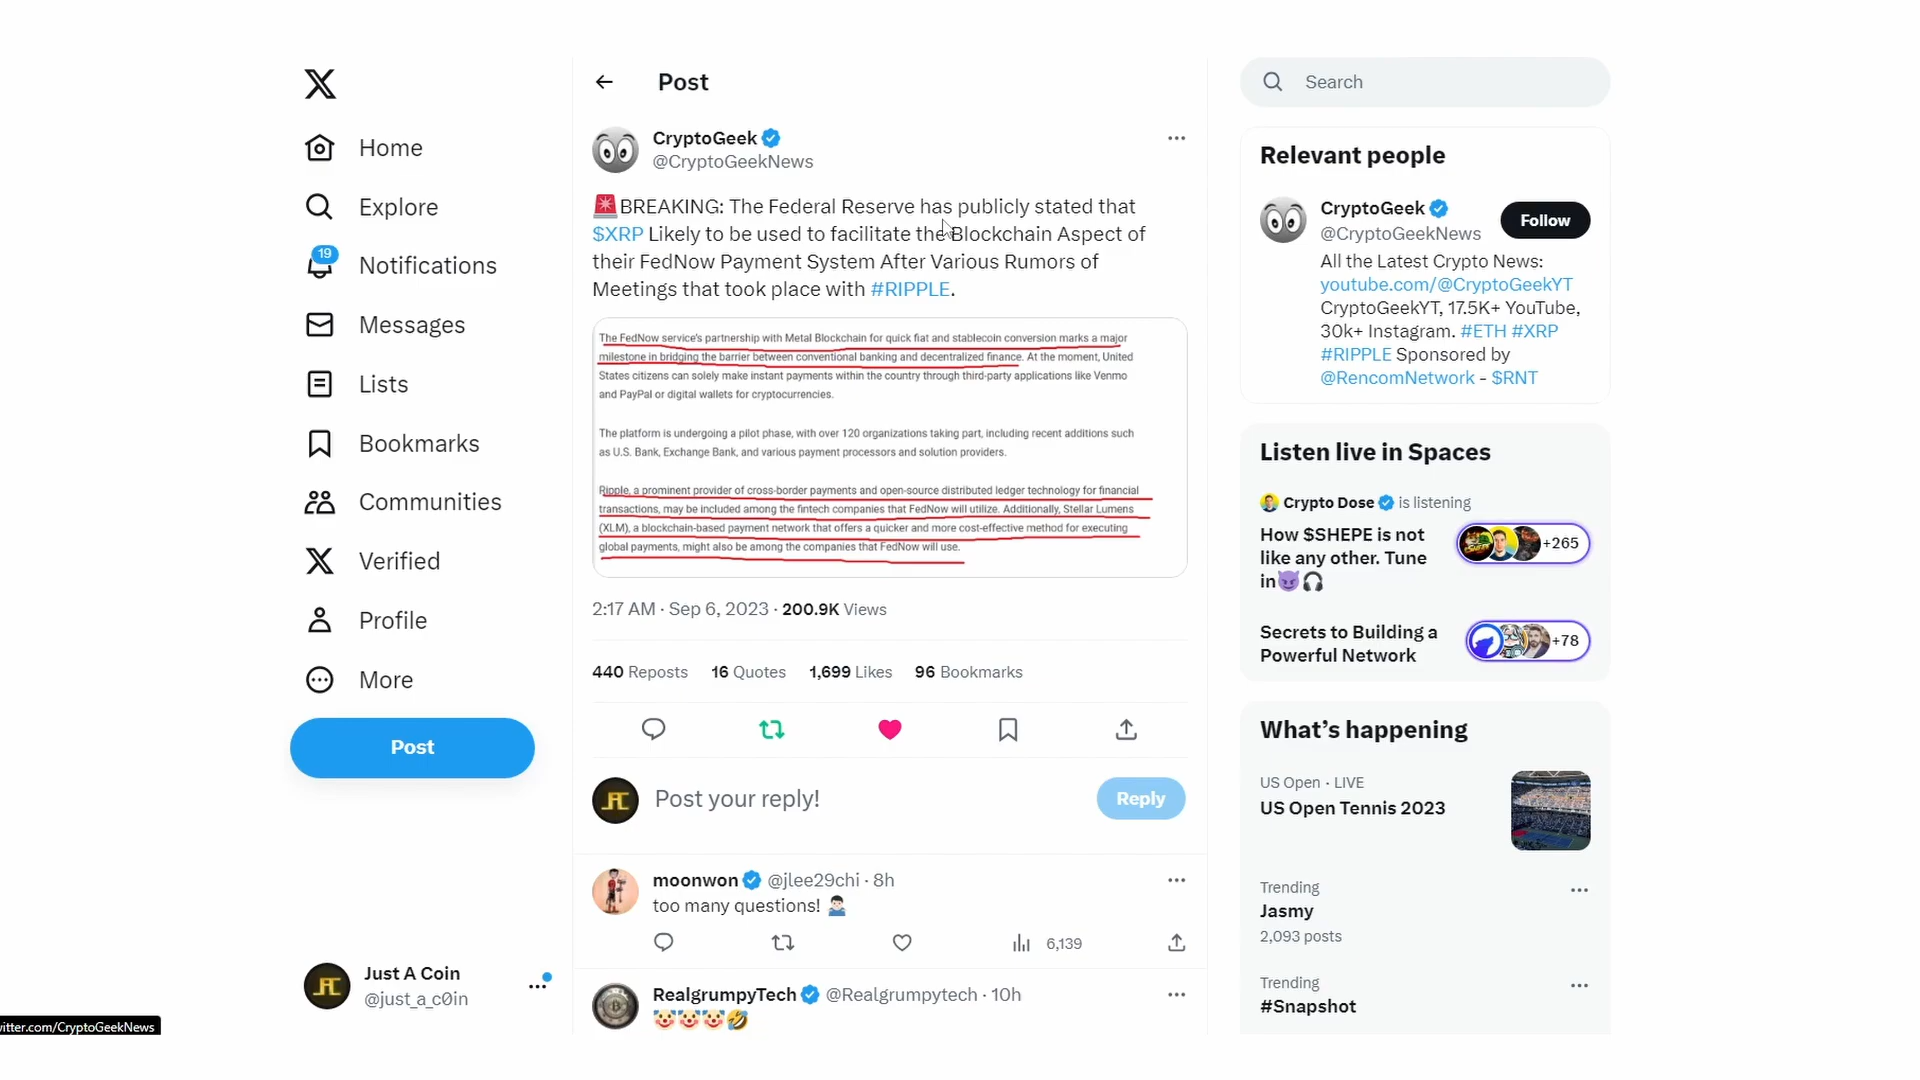 Home
Explore
19
Notifications
Messages
Lists
Bookmarks
Communities
Verified
Profile
More
Post
Just A Coin
@just_a_c0in
itter.com/CryptoGeekNews
Post
CryptoGeek
@CryptoGeekNews
BREAKING: The Federal Reserve has publicly stated that
$XRP Likely to be used to facilitate the Blockchain Aspect of
their FedNow Payment System After Various Rumors of
Meetings that took place with #RIPPLE.
The FedNow service's partnership with Metal Blockchain for quick fiat and stablecoin conversion marks a major
milestone in bridging the barrier between conventional banking and decentralized finance. At the moment, United
States citizens can solely make instant payments within the country through third-party applications like Venmo
and PayPal or digital wallets for cryptocurrencies.
The platform is undergoing a pilot phase, with over 120 organizations taking part, including recent additions such
as U.S. Bank, Exchange Bank, and various payment processors and solution providers.
Ripple, a prominent provider of cross-border payments and open-source distributed ledger technology for financial
transactions, may be included among the fintech companies that FedNow will utilize. Additionally, Stellar Lumens
(XLM), a blockchain-based payment network that offers a quicker and more cost-effective method for executing
global payments, might also be among the companies that FedNow will use.
2:17 AM · Sep 6, 2023 · 200.9K Views
440 Reposts 16 Quotes 1,699 Likes 96 Bookmarks
Post your reply!
Reply
moonwon @jlee29chi · 8h
too many questions!
6,139
RealgrumpyTech @Realgrumpytech · 10h
Search
Relevant people
CryptoGeek
@CryptoGeekNews
Follow
All the Latest Crypto News:
youtube.com/@CryptoGeekYT
CryptoGeekYT, 17.5K+ YouTube,
30k+ Instagram. #ETH #XRP
#RIPPLE Sponsored by
@RencomNetwork - $RNT
Listen live in Spaces
Crypto Dose is listening
How $SHEPE is not
like any other. Tune
in
+265
Secrets to Building a
Powerful Network
+78
What's happening
US Open · LIVE
US Open Tennis 2023
Trending
Jasmy
2,093 posts
Trending
#Snapshot